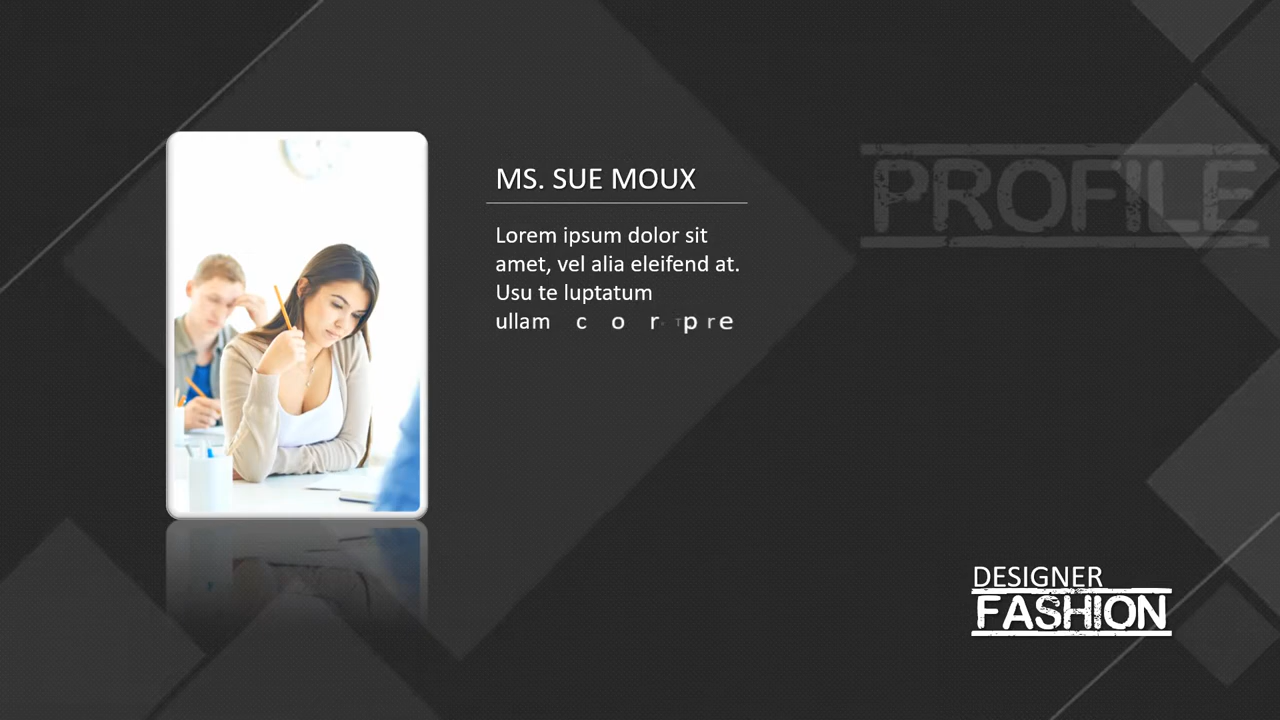 PROFILE
MS. SUE MOUX
Lorem ipsum dolor sit
amet, vel alia eleifend at.
Usu te luptatum
ullam
DESIGNER
FASHION